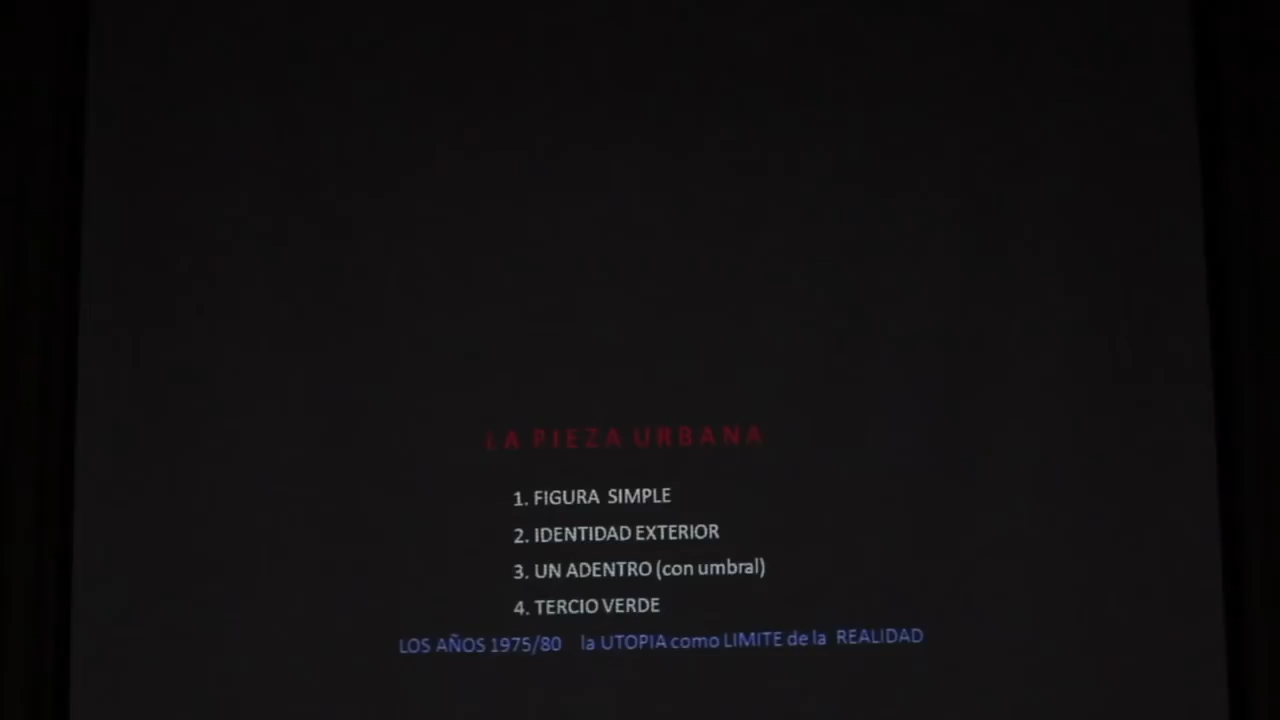 LA PIEZA URBANA
1. FIGURA SIMPLE
2. IDENTIDAD EXTERIOR
3. UN ADENTRO (con umbral)
4. TERCIO VERDE
LOS AÑOS 1975/80 la UTOPIA como LIMITE de la REALIDAD